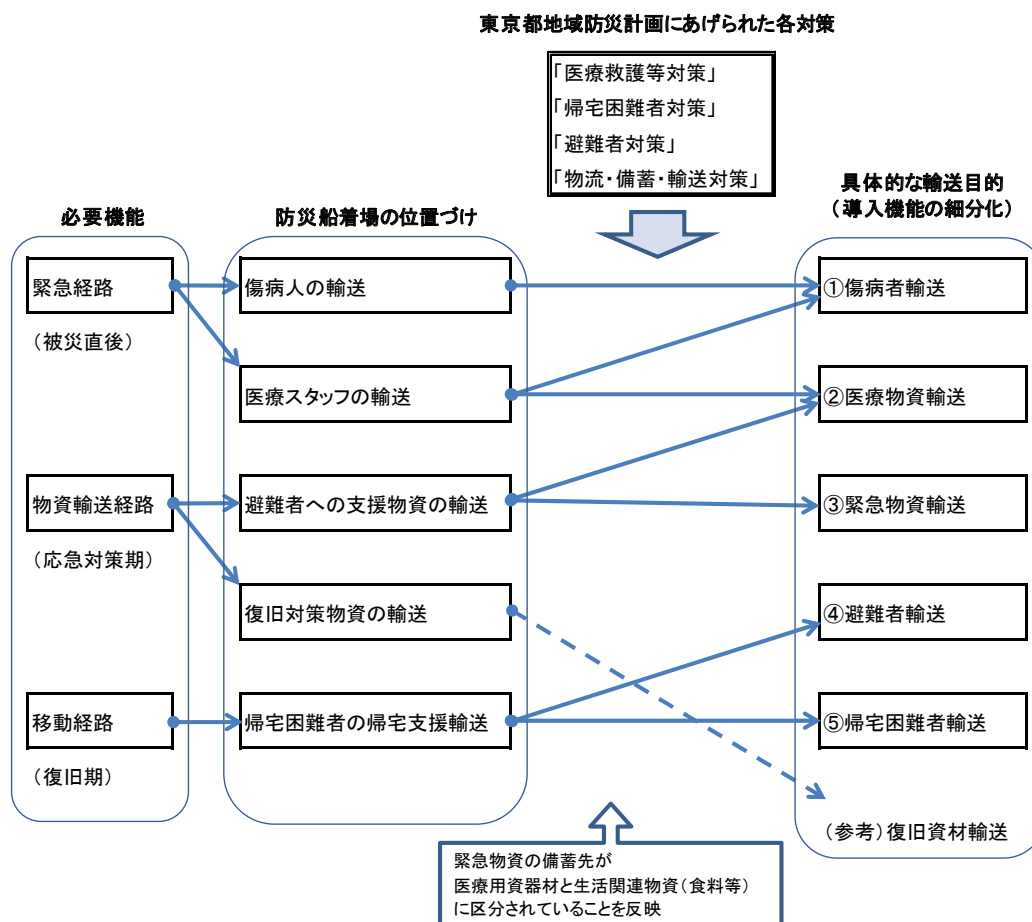 東京都地域防災計画にあげられた各対策
「医療救護等対策」
「帰宅困難者対策」
「避難者対策」
「物流・備蓄・輸送対策」
必要機能
防災船着場の位置づけ
具体的な輸送目的
（導入機能の細分化）
緊急経路
（被災直後）
物資輸送経路
（応急対策期）
移動経路
（復旧期）
傷病人の輸送
医療スタッフの輸送
避難者への支援物資の輸送
復旧対策物資の輸送
帰宅困難者の帰宅支援輸送
①傷病者輸送
②医療物資輸送
③緊急物資輸送
④避難者輸送
⑤帰宅困難者輸送
（参考）復旧資材輸送
緊急物資の備蓄先が
医療用資器材と生活関連物資（食料等）
に区分されていることを反映